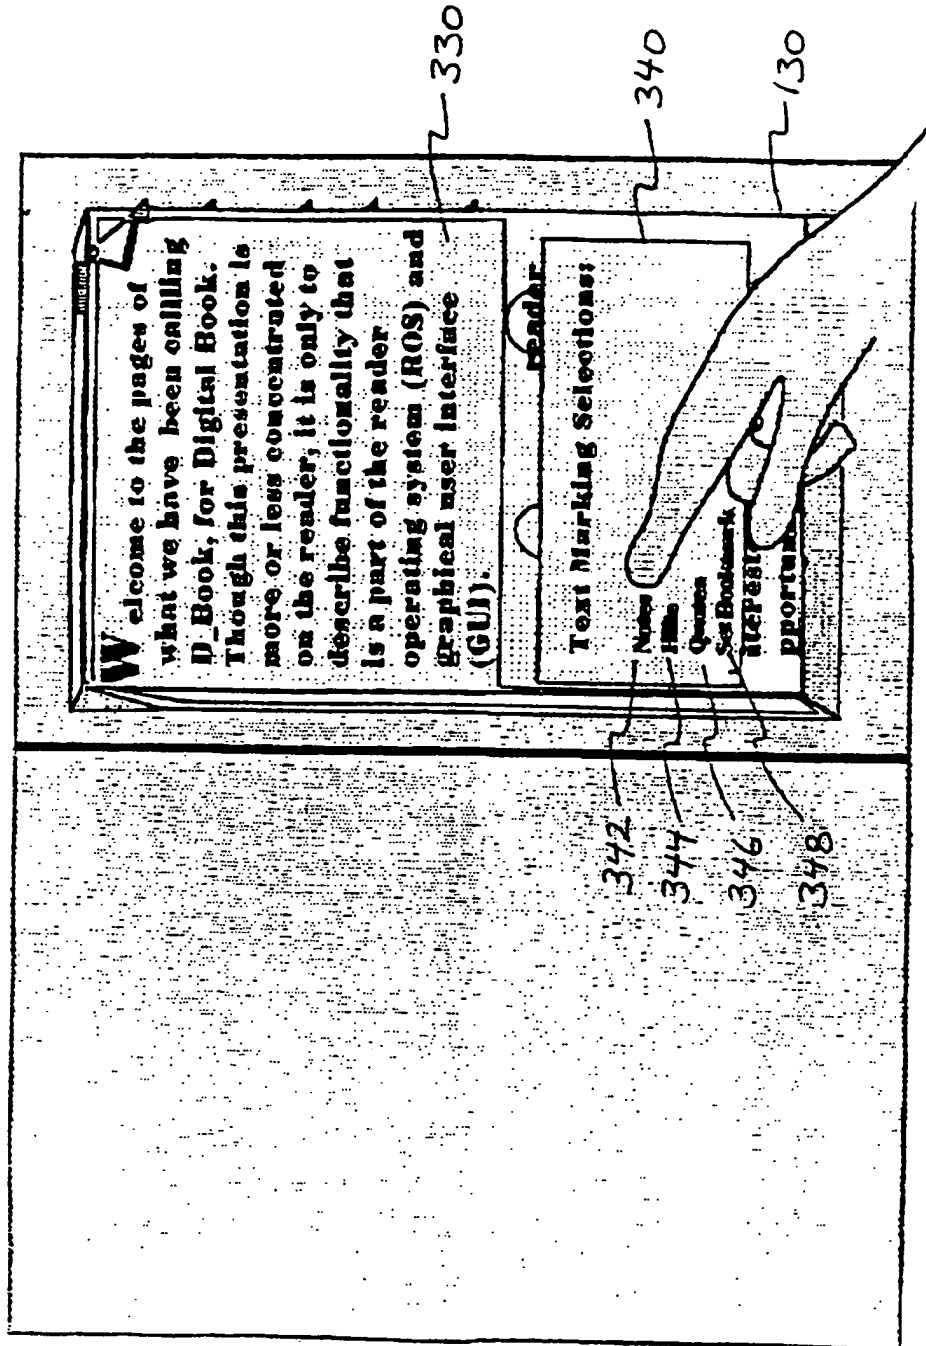 Welcome to the pages of
what we have been calling
D_Book, for Digital Book.
Though this presentation is
more or less concentrated
on the reader, it is only to
describe functionality that
is a part of the reader
operating system (ROS) and
graphical user interface
(GUI).
reader
Text Marking Selections:
Notes
Quotes
Set Bookmark
330
340
130
342
344
346
348